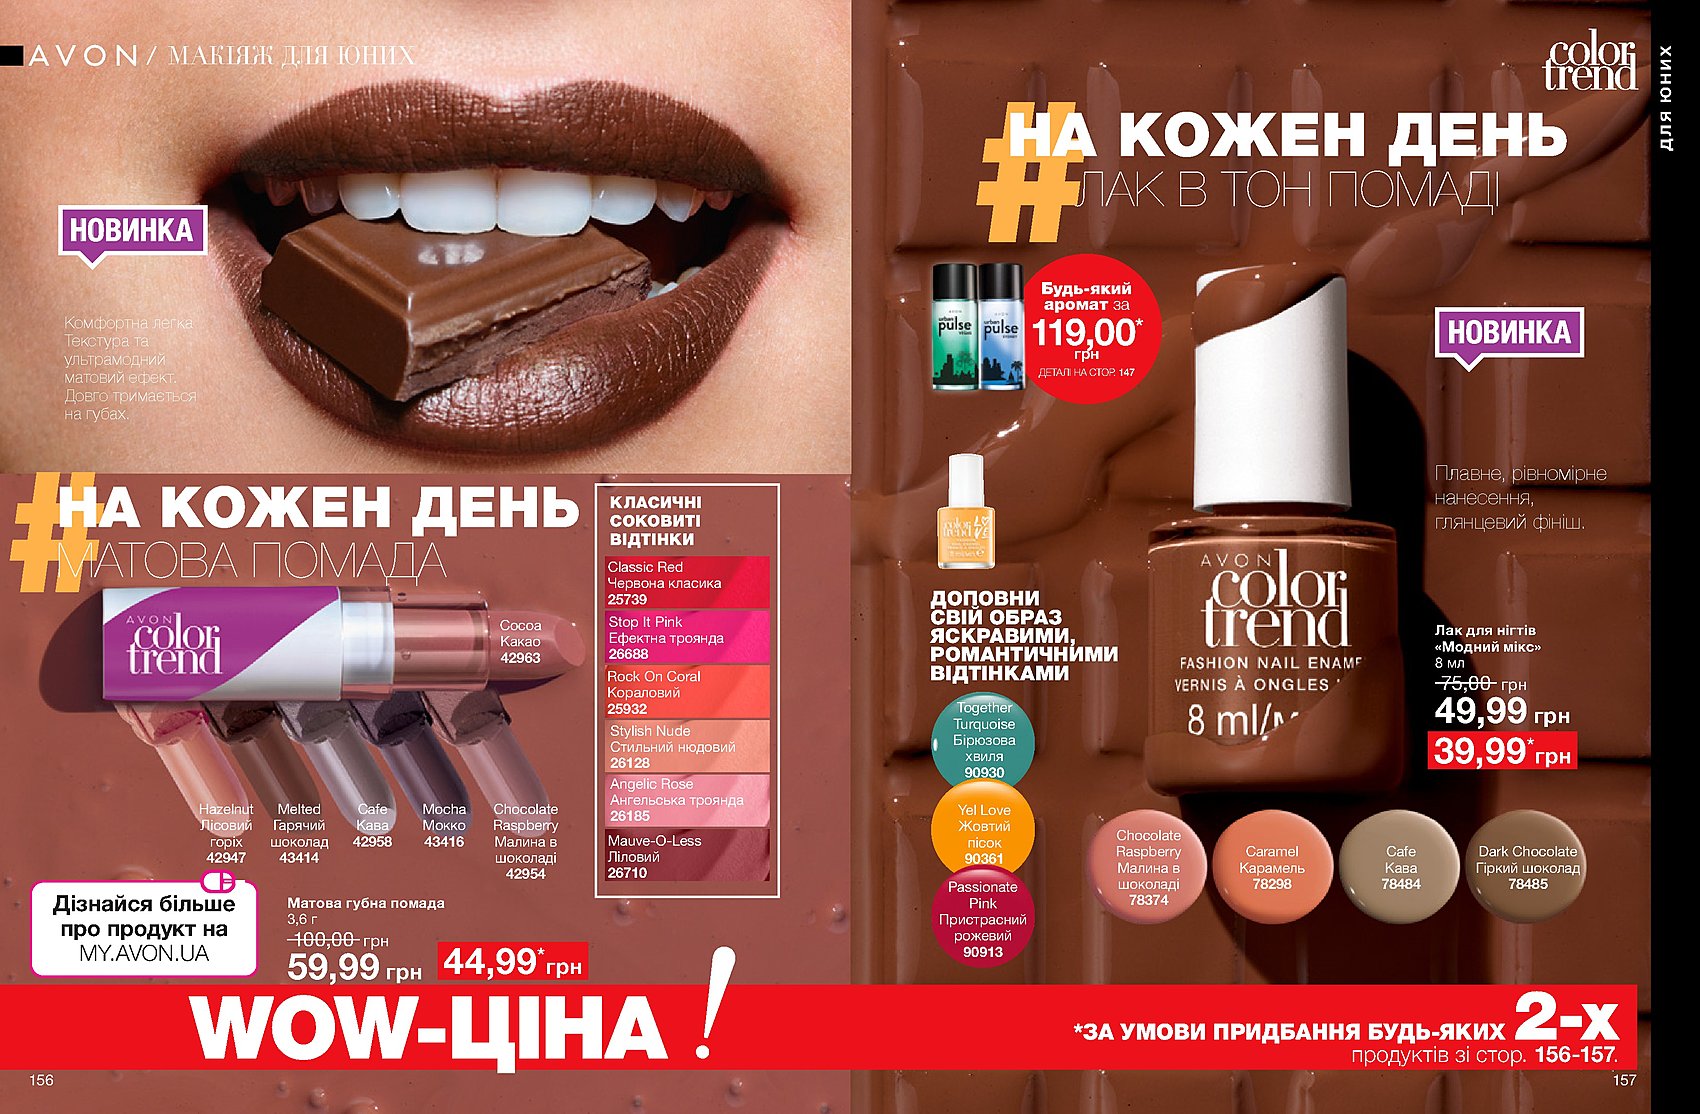 AVON / МАКІЯЖ ДЛЯ ЮНИХ
НОВИНКА
Комфортна легка
Текстура та
ультрамодний
матовий ефект.
Довго тримається
на губах.
#НА КОЖЕН ДЕНЬ
МАТОВА ПОМАДА
AVON
color
trend
Cocoa
Какао
42963
Hazelnut
Лісовий
горіх
42947
Melted
Гарячий
шоколад
43414
Cafe
Кава
42958
Mocha
Мокко
43416
Chocolate
Raspberry
Малина в
шоколаді
42954
КЛАСИЧНІ
СОКОВИТІ
ВІДТІНКИ
Classic Red
Червона класика
25739
Stop It Pink
Ефектна троянда
26688
Rock On Coral
Кораловий
25932
Stylish Nude
Стильний нюдовий
26128
Angelic Rose
Ангельська троянда
26185
Mauve-O-Less
Ліловий
26710
Дізнайся більше
про продукт на
MY.AVON.UA
Матова губна помада
3,6 г
100,00 грн
59,99 грн
44,99* грн
WOW-ЦІНА!
156
color
trend
ДЛЯ ЮНИХ
#НА КОЖЕН ДЕНЬ
ЛАК В ТОН ПОМАДІ
AVON
urban
pulse
AVON
urban
pulse
Будь-який
аромат за
119,00*
грн
ДЕТАЛІ НА СТОР. 147
НОВИНКА
Плавне, рівномірне
нанесення,
глянцевий фініш.
color
trend
LOVE
ДОПОВНИ
СВІЙ ОБРАЗ
ЯСКРАВИМИ,
РОМАНТИЧНИМИ
ВІДТІНКАМИ
Together
Turquoise
Бірюзова
хвиля
90930
Yel Love
Жовтий
пісок
90361
Passionate
Pink
Пристрасний
рожевий
90913
AVON
color
trend
FASHION NAIL ENAM
VERNIS À ONGLES
8 ml/
Лак для нігтів
«Модний мікс»
8 мл
75,00 грн
49,99 грн
39,99* грн
Chocolate
Raspberry
Малина в
шоколаді
78374
Caramel
Карамель
78298
Cafe
Кава
78484
Dark Chocolate
Гіркий шоколад
78485
*ЗА УМОВИ ПРИДБАННЯ БУДЬ-ЯКИХ 2-х
продуктів зі стор. 156-157.
157